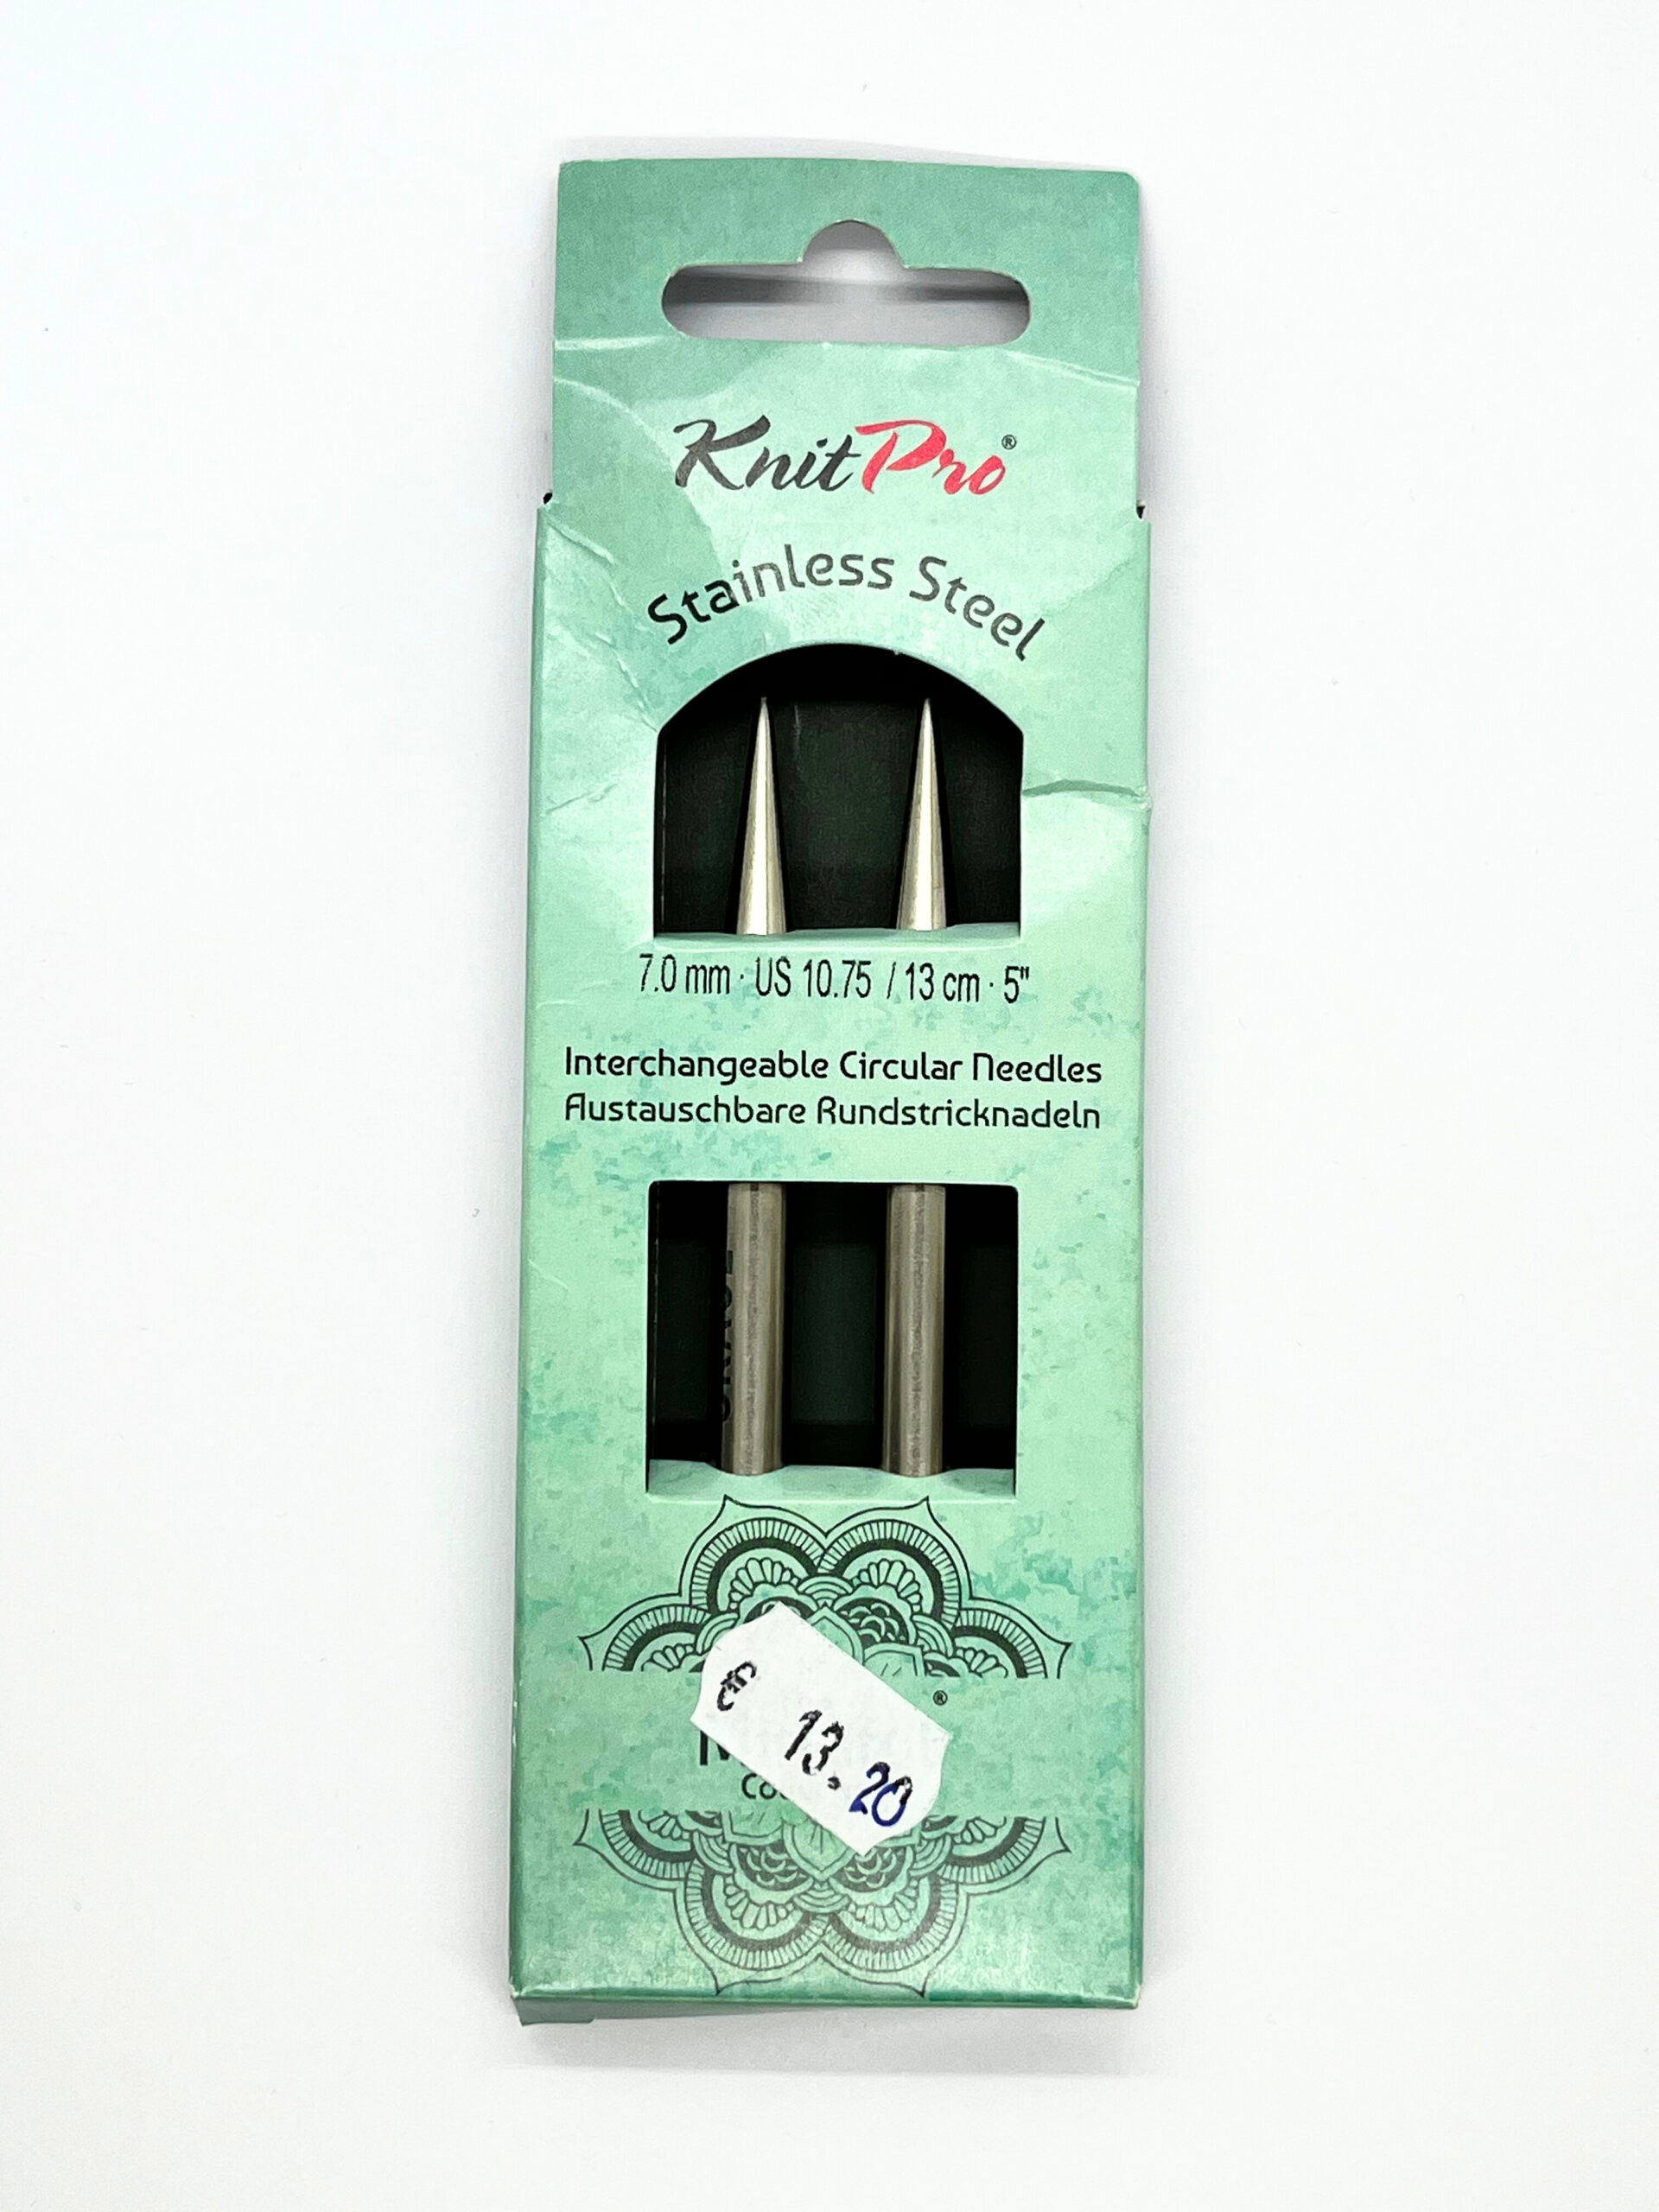 KnitPro®
Stainless Steel
7.0 mm · US 10.75 / 13 cm · 5"
Interchangeable Circular Needles
Austauschbare Rundstricknadeln
®
€ 13.20